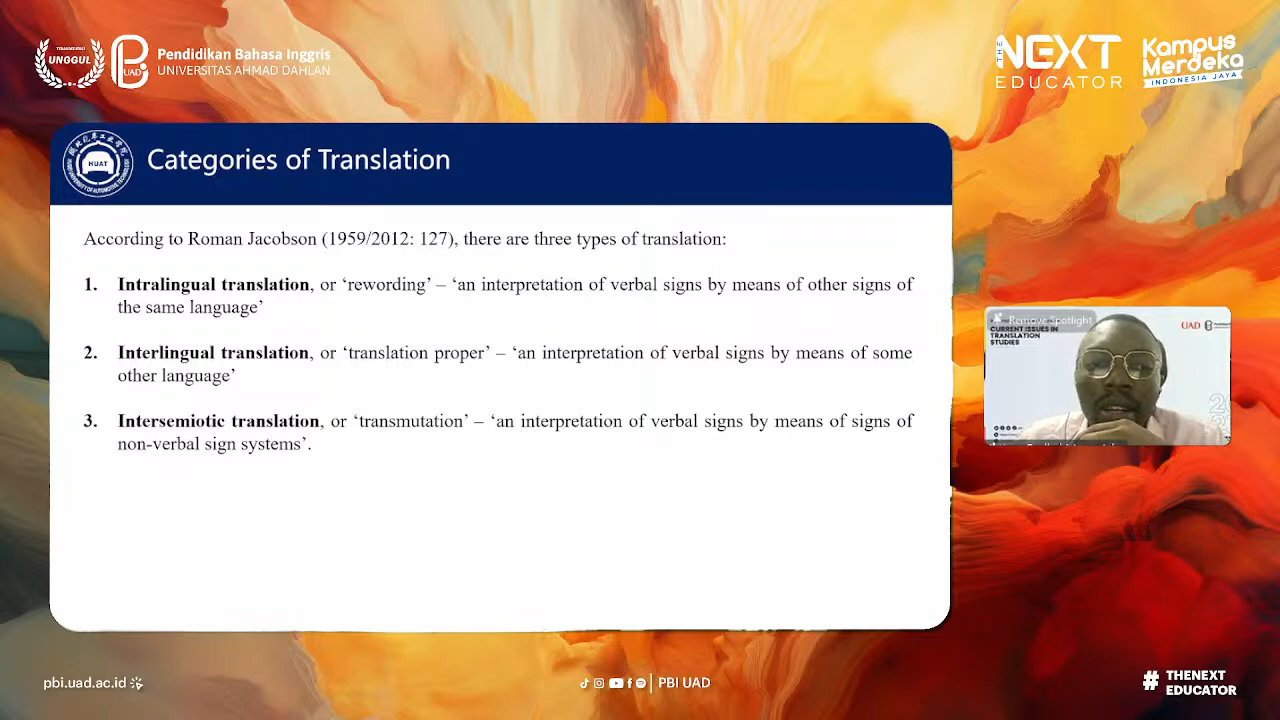 UNGGUL
UAD
Pendidikan Bahasa Inggris
UNIVERSITAS AHMAD DAHLAN
THE NEXT
EDUCATOR
Kampus
Merdeka
INDONESIA JAYA
HUAT
Categories of Translation
According to Roman Jacobson (1959/2012: 127), there are three types of translation:
1. Intralingual translation, or ‘rewording’ – ‘an interpretation of verbal signs by means of other signs of
the same language’
2. Interlingual translation, or ‘translation proper’ – ‘an interpretation of verbal signs by means of some
other language’
3. Intersemiotic translation, or ‘transmutation’ – ‘an interpretation of verbal signs by means of signs of
non-verbal sign systems’.
Remove Spotlight
CURRENT ISSUES IN
TRANSLATION
STUDIES
UAD
pbi.uad.ac.id
PBI UAD
# THENEXT
EDUCATOR